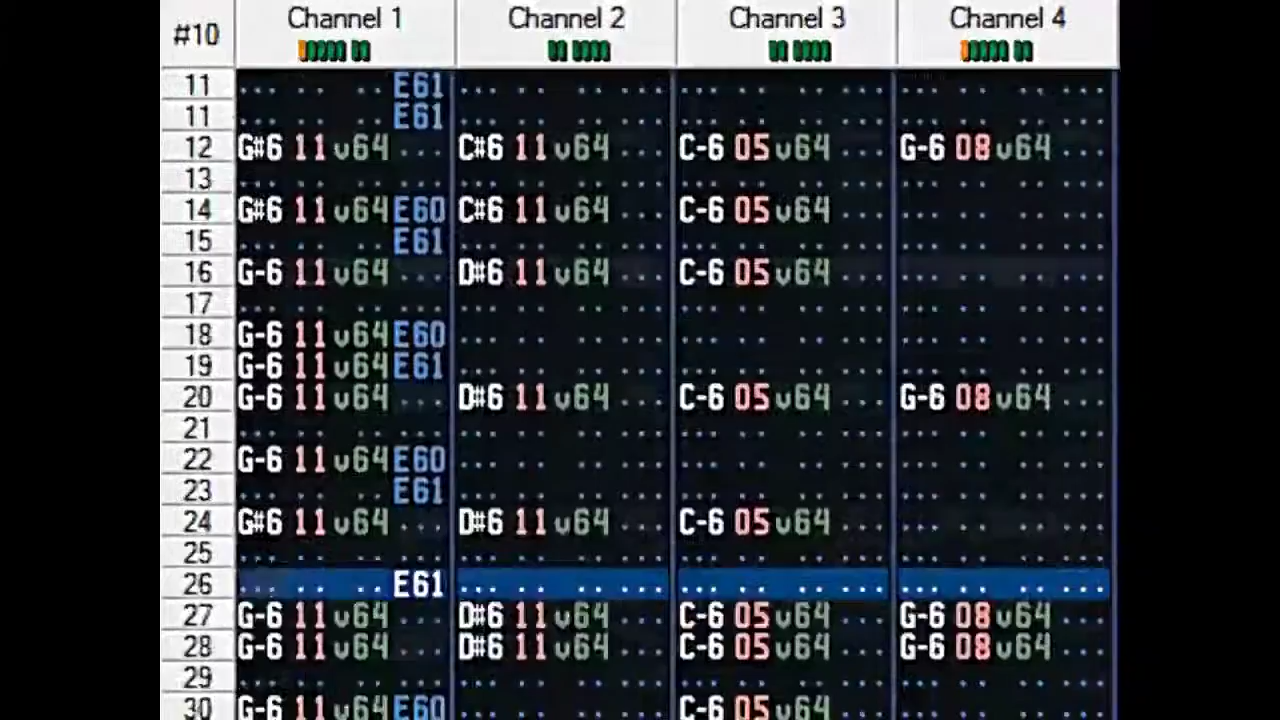 #10 Channel 1 Channel 2 Channel 3 Channel 4
11 ... .. .. E61 ... .. .. ... ... .. .. ... ... .. .. ...
11 ... .. .. E61 ... .. .. ... ... .. .. ... ... .. .. ...
12 G#6 11 v64 ... C#6 11 v64 ... C-6 05 v64 ... G-6 08 v64 ...
13 ... .. .. ... ... .. .. ... ... .. .. ... ... .. .. ...
14 G#6 11 v64 E60 C#6 11 v64 ... C-6 05 v64 ... ... .. .. ...
15 ... .. .. E61 ... .. .. ... ... .. .. ... ... .. .. ...
16 G-6 11 v64 ... D#6 11 v64 ... C-6 05 v64 ... ... .. .. ...
17 ... .. .. ... ... .. .. ... ... .. .. ... ... .. .. ...
18 G-6 11 v64 E60 ... .. .. ... ... .. .. ... ... .. .. ...
19 G-6 11 v64 E61 ... .. .. ... ... .. .. ... ... .. .. ...
20 G-6 11 v64 ... D#6 11 v64 ... C-6 05 v64 ... G-6 08 v64 ...
21 ... .. .. ... ... .. .. ... ... .. .. ... ... .. .. ...
22 G-6 11 v64 E60 ... .. .. ... ... .. .. ... ... .. .. ...
23 ... .. .. E61 ... .. .. ... ... .. .. ... ... .. .. ...
24 G#6 11 v64 ... D#6 11 v64 ... C-6 05 v64 ... ... .. .. ...
25 ... .. .. ... ... .. .. ... ... .. .. ... ... .. .. ...
26 ... .. .. E61 ... .. .. ... ... .. .. ... ... .. .. ...
27 G-6 11 v64 ... D#6 11 v64 ... C-6 05 v64 ... G-6 08 v64 ...
28 G-6 11 v64 ... D#6 11 v64 ... C-6 05 v64 ... G-6 08 v64 ...
29 ... .. .. ... ... .. .. ... ... .. .. ... ... .. .. ...
30 G-6 11 v64 E60 ... .. .. ... C-6 05 v64 ... ... .. .. ...